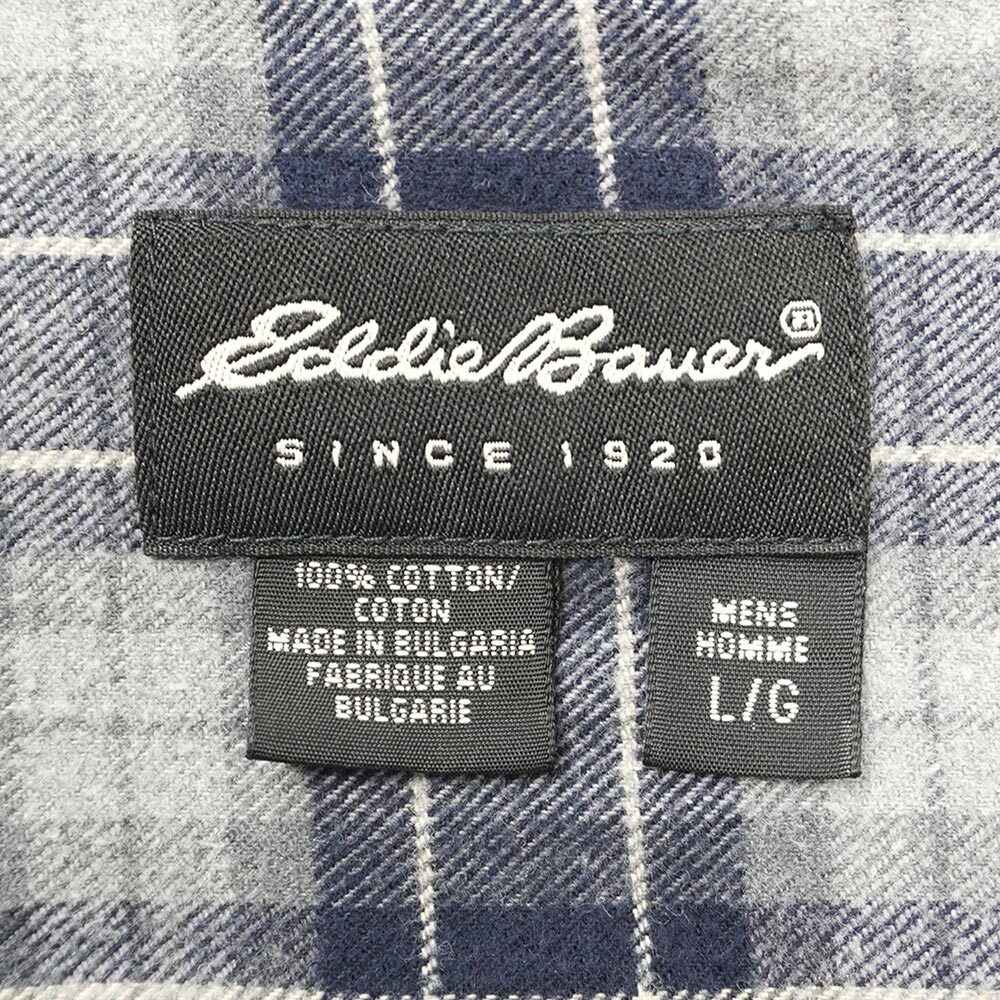 Eddie Bauer®
SINCE 1920
100% COTTON/
COTON
MADE IN BULGARIA
FABRIQUE AU
BULGARIE
MENS
HOMME
L/G